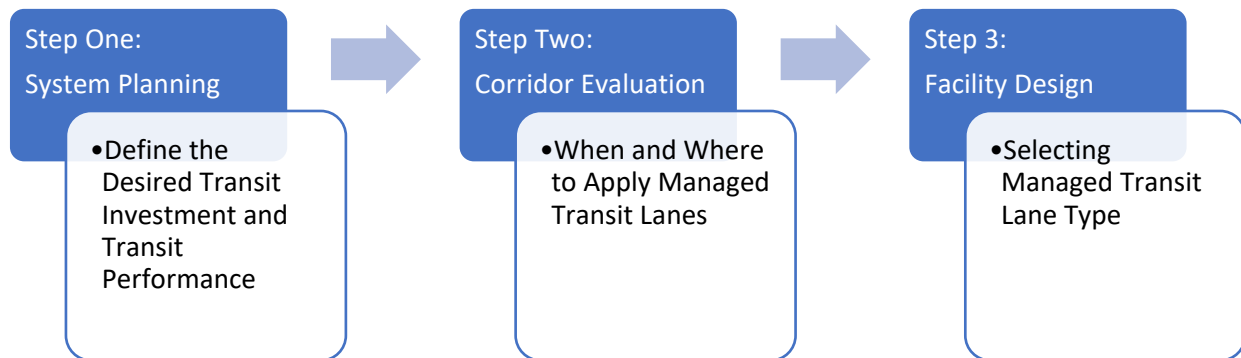 Step One:
System Planning
•Define the
Desired Transit
Investment and
Transit
Performance
Step Two:
Corridor Evaluation
•When and Where
to Apply Managed
Transit Lanes
Step 3:
Facility Design
•Selecting
Managed Transit
Lane Type